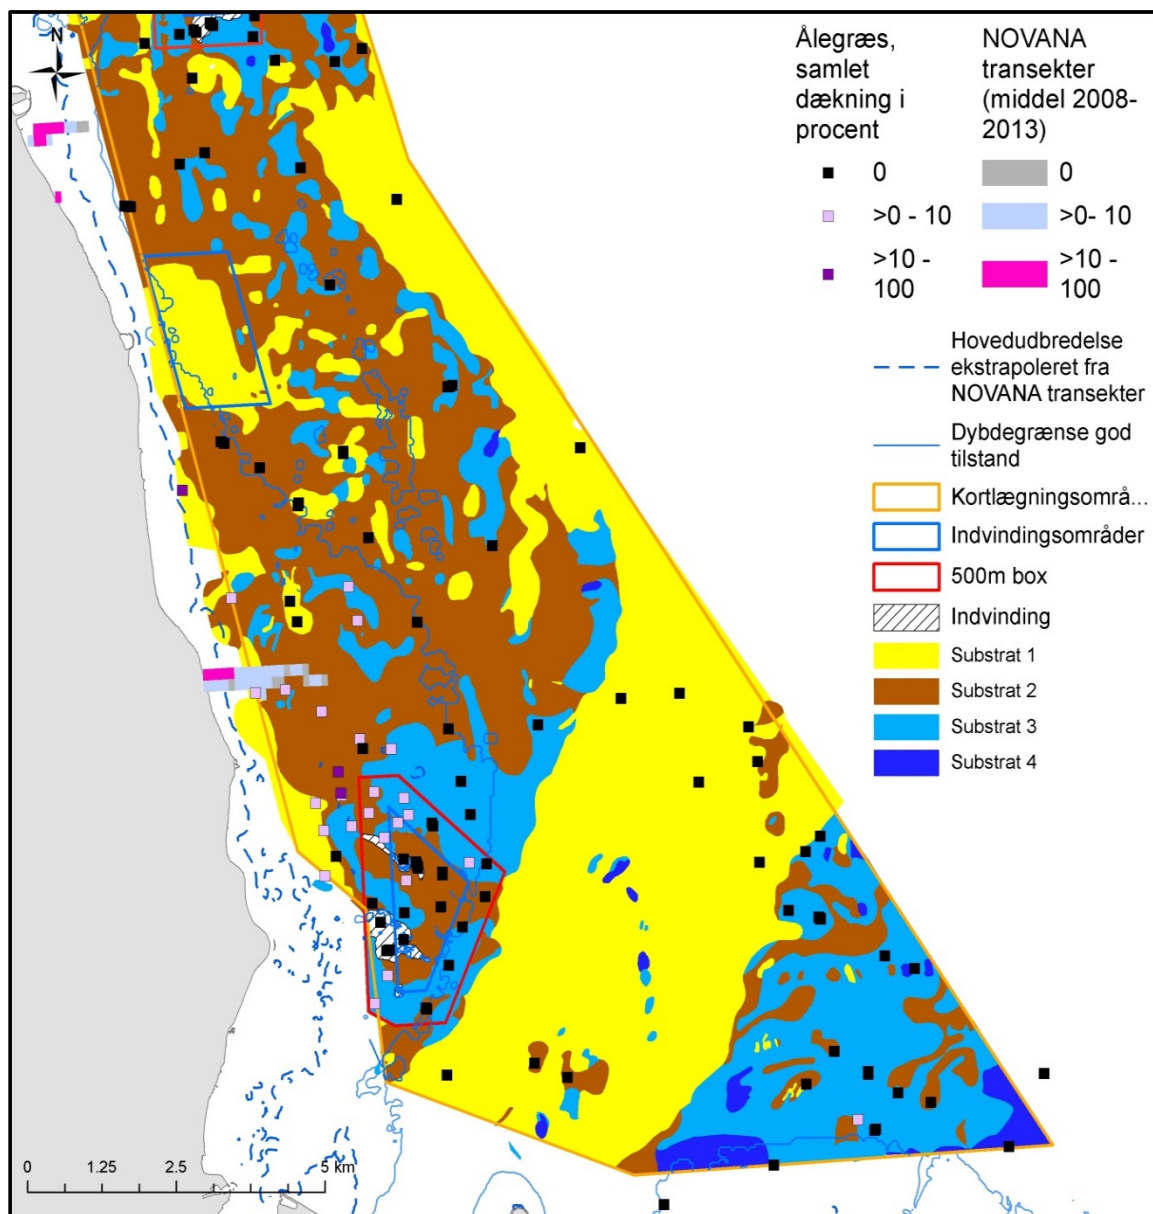 N
Ålegræs,
samlet
dækning i
procent
0
>0 - 10
>10 -
100
NOVANA
transekter
(middel 2008-
2013)
0
>0- 10
>10 -
100
Hovedudbredelse
ekstrapoleret fra
NOVANA transekter
Dybdegrænse god
tilstand
Kortlægningsområ...
Indvindingsområder
500m box
Indvinding
Substrat 1
Substrat 2
Substrat 3
Substrat 4
0 1.25 2.5 5 km